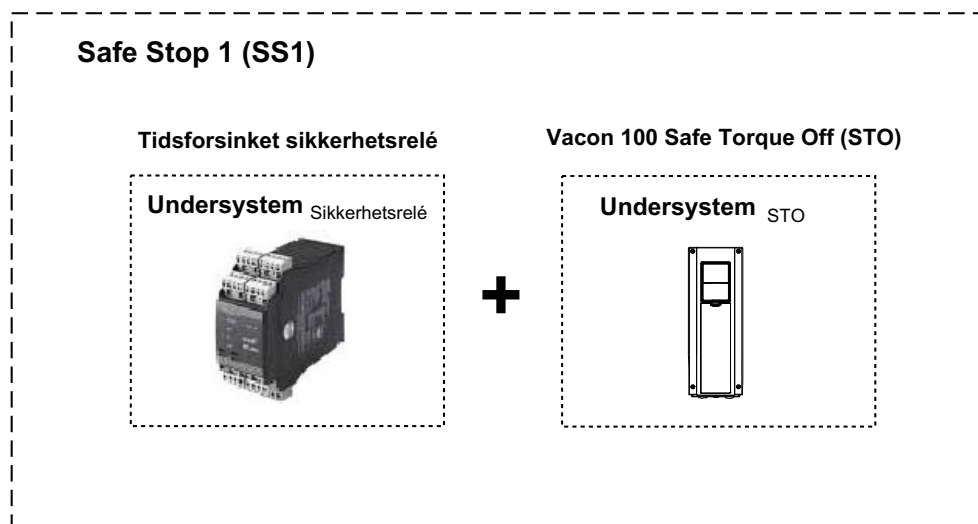 Safe Stop 1 (SS1)
Tidsforsinket sikkerhetsrelé
Vacon 100 Safe Torque Off (STO)
Undersystem Sikkerhetsrelé
Undersystem STO
+